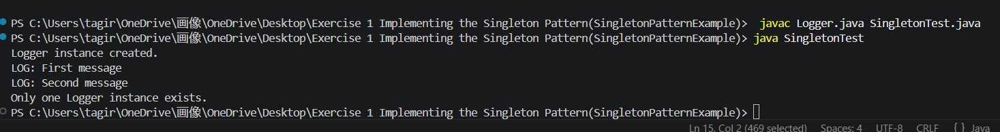 PS C:\Users\tagir\OneDrive\画像\OneDrive\Desktop\Exercise 1 Implementing the Singleton Pattern(SingletonPatternExample)>  javac Logger.java SingletonTest.java
PS C:\Users\tagir\OneDrive\画像\OneDrive\Desktop\Exercise 1 Implementing the Singleton Pattern(SingletonPatternExample)> java SingletonTest
Logger instance created.
LOG: First message
LOG: Second message
Only one Logger instance exists.
PS C:\Users\tagir\OneDrive\画像\OneDrive\Desktop\Exercise 1 Implementing the Singleton Pattern(SingletonPatternExample)>
Ln 15, Col 2 (469 selected) Spaces: 4 UTF-8 CRLF { } Java